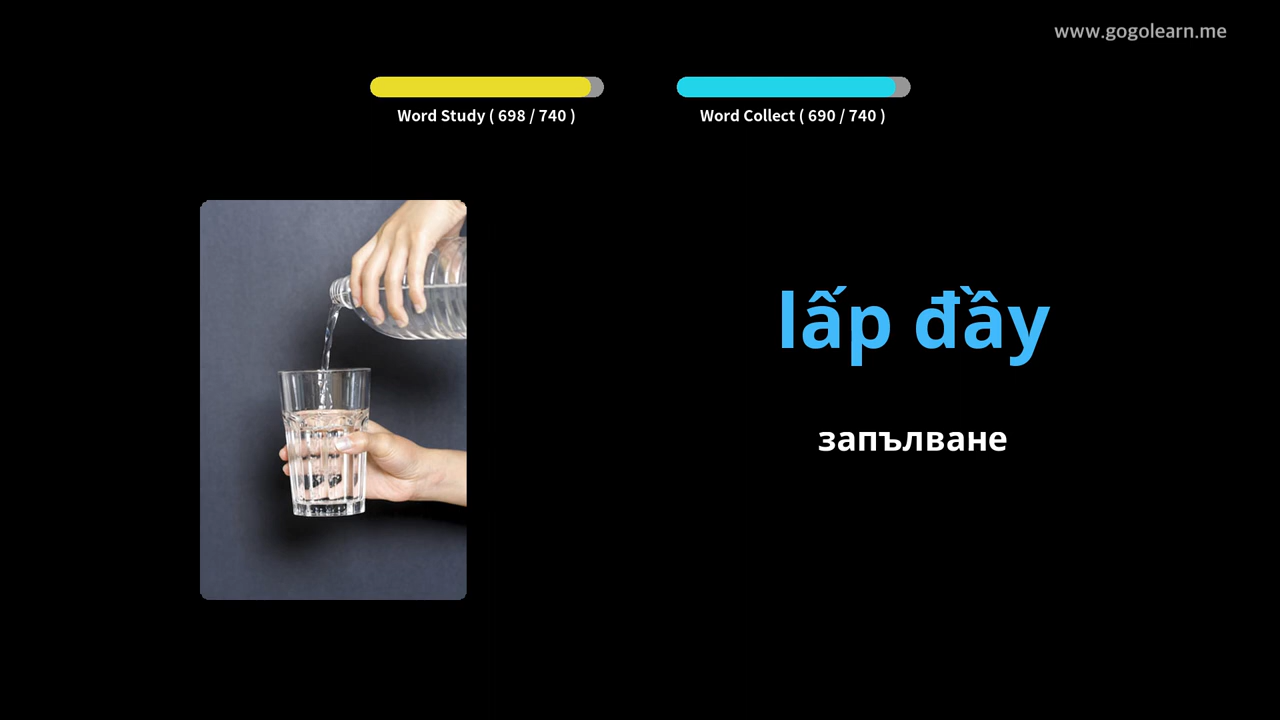 www.gogolearn.me
Word Study ( 698 / 740 )
Word Collect ( 690 / 740 )
lấp đầy
запълване